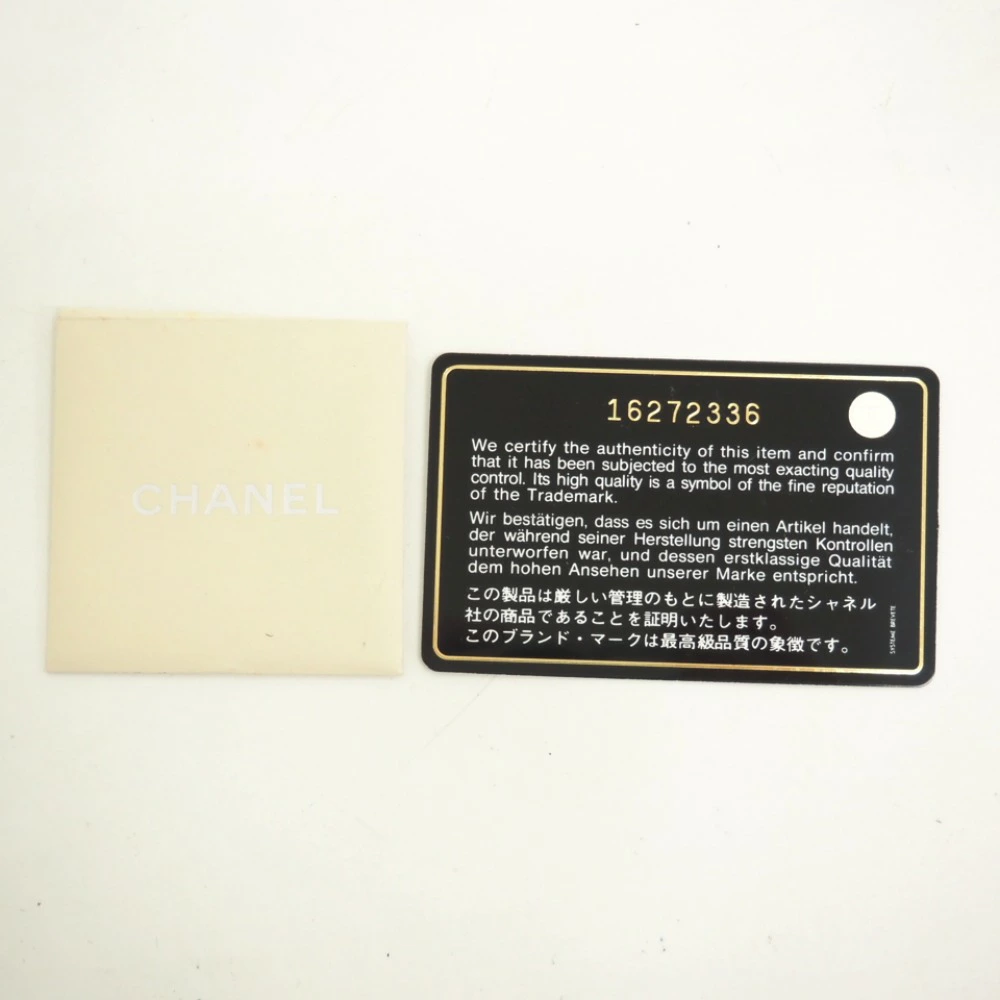 CHANEL
16272336
We certify the authenticity of this item and confirm
that it has been subjected to the most exacting quality
control. Its high quality is a symbol of the fine reputation
of the Trademark.
Wir bestätigen, dass es sich um einen Artikel handelt,
der während seiner Herstellung strengsten Kontrollen
unterworfen war, und dessen erstklassige Qualität
dem hohen Ansehen unserer Marke entspricht.
この製品は厳しい管理のもとに製造されたシャネル
社の商品であることを証明いたします。
このブランド・マークは最高級品質の象徴です。
SYSTEME BREVETE